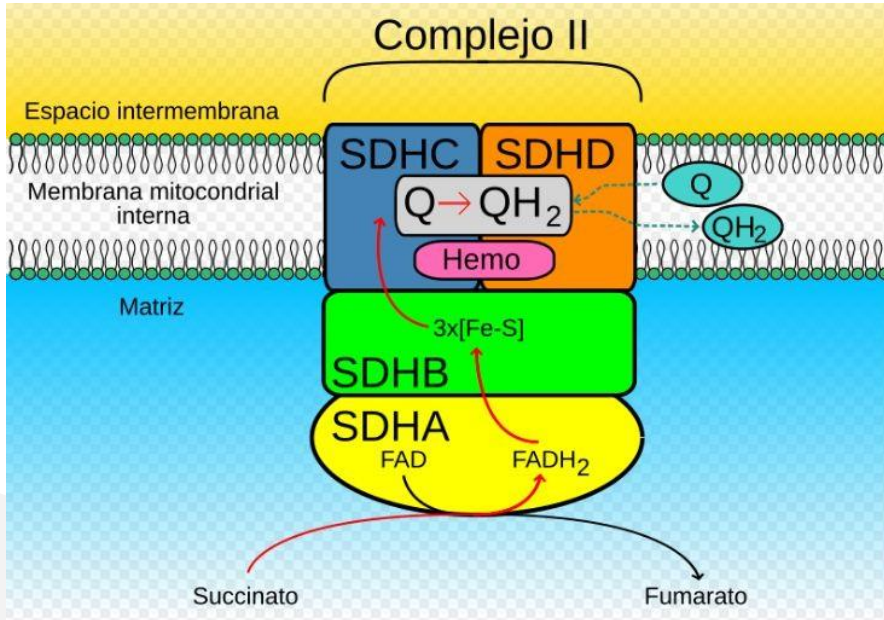 Complejo II
Espacio intermembrana
SDHC
SDHD
Membrana mitocondrial
interna
Q → QH₂
Q
QH₂
Hemo
Matriz
3x[Fe-S]
SDHB
SDHA
FAD
FADH₂
Succinato
Fumarato